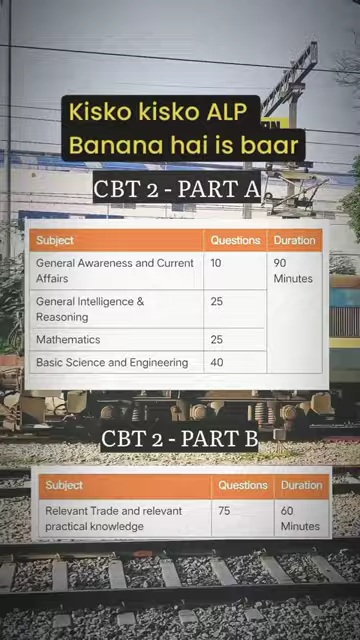 Kisko kisko ALP
Banana hai is baar
CBT 2 - PART A
Subject Questions Duration
General Awareness and Current Affairs 10 90 Minutes
General Intelligence & Reasoning 25
Mathematics 25
Basic Science and Engineering 40
CBT 2 - PART B
Subject Questions Duration
Relevant Trade and relevant practical knowledge 75 60 Minutes